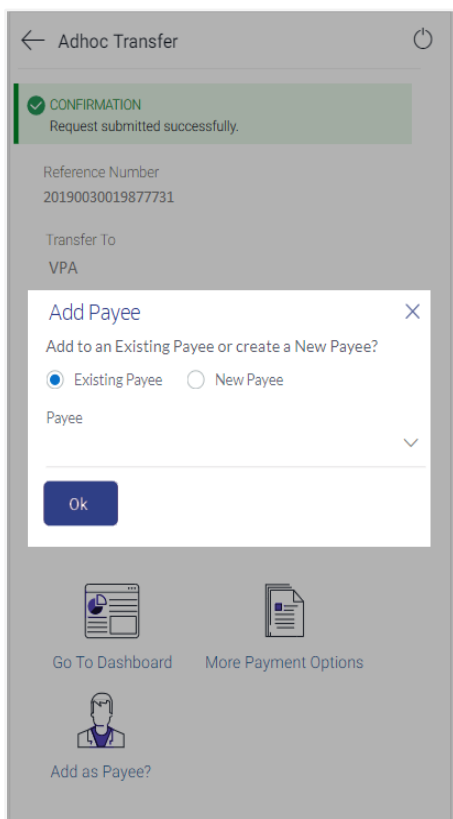 Adhoc Transfer
CONFIRMATION
Request submitted successfully.
Reference Number
20190030019877731
Transfer To
VPA
Add Payee
Add to an Existing Payee or create a New Payee?
Existing Payee New Payee
Payee
Ok
Go To Dashboard More Payment Options
Add as Payee?